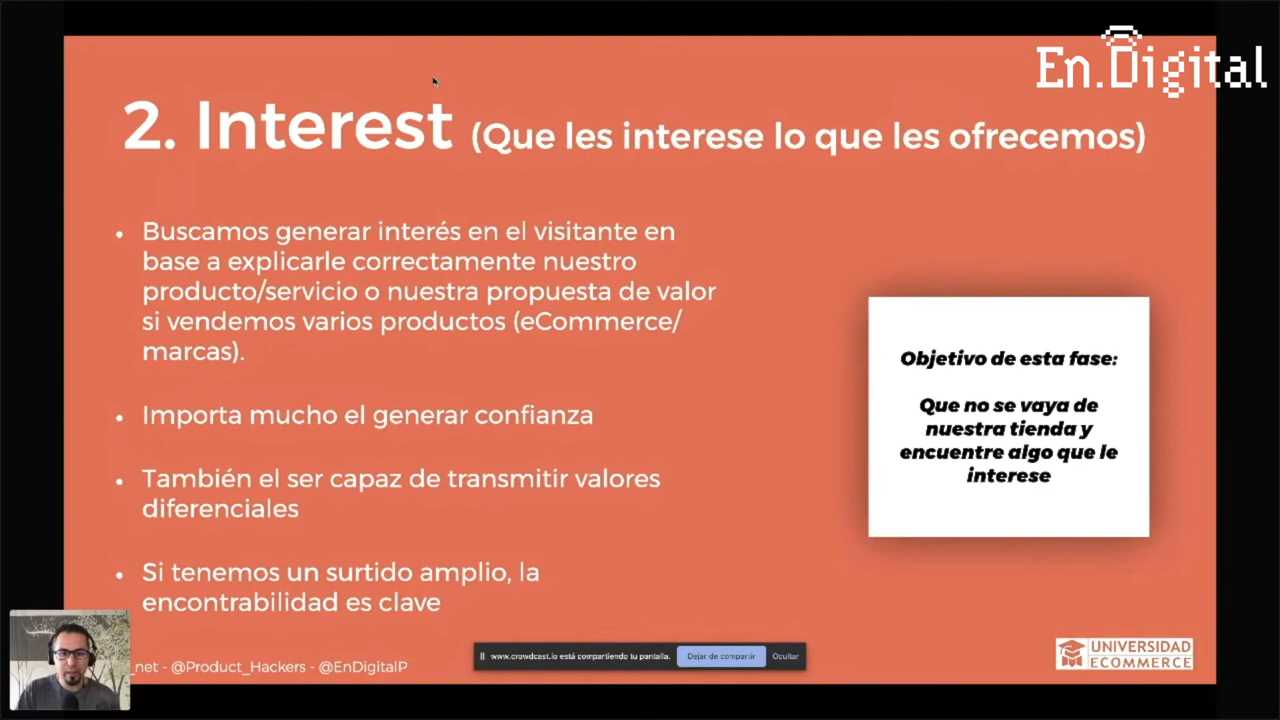 En.Digital
2. Interest (Que les interese lo que les ofrecemos)
• Buscamos generar interés en el visitante en
base a explicarle correctamente nuestro
producto/servicio o nuestra propuesta de valor
si vendemos varios productos (eCommerce/
marcas).
• Importa mucho el generar confianza
• También el ser capaz de transmitir valores
diferenciales
• Si tenemos un surtido amplio, la
encontrabilidad es clave
Objetivo de esta fase:
Que no se vaya de
nuestra tienda y
encuentre algo que le
interese
_net - @Product_Hackers - @EnDigitalP
www.crowdcast.io está compartiendo tu pantalla. Dejar de compartir Ocultar
UNIVERSIDAD
ECOMMERCE